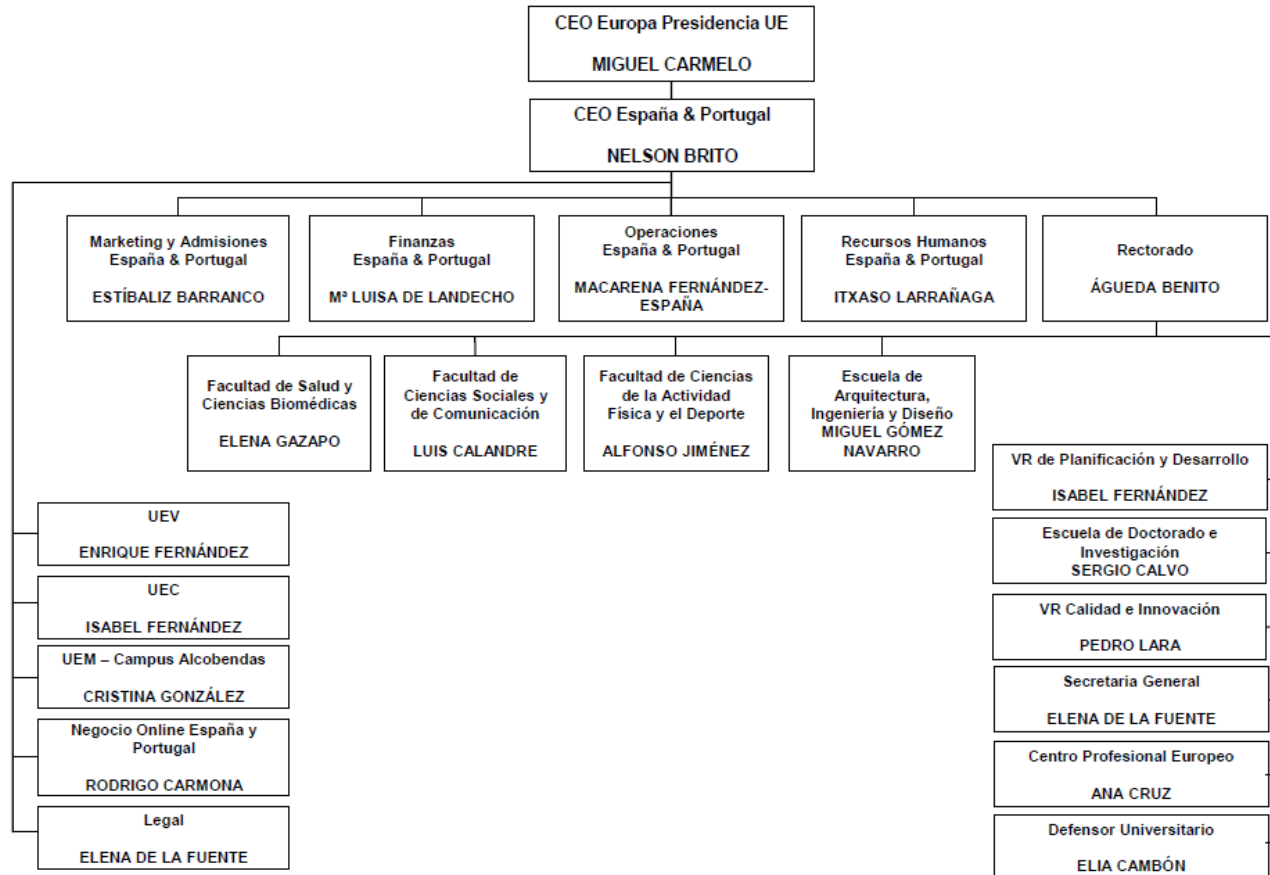 CEO Europa Presidencia UE
MIGUEL CARMELO
CEO España & Portugal
NELSON BRITO
Marketing y Admisiones
España & Portugal
ESTÍBALIZ BARRANCO
Finanzas
España & Portugal
Mª LUISA DE LANDECHO
Operaciones
España & Portugal
MACARENA FERNÁNDEZ-
ESPAÑA
Recursos Humanos
España & Portugal
ITXASO LARRAÑAGA
Rectorado
ÁGUEDA BENITO
Facultad de Salud y
Ciencias Biomédicas
ELENA GAZAPO
Facultad de
Ciencias Sociales y
de Comunicación
LUIS CALANDRE
Facultad de Ciencias
de la Actividad
Física y el Deporte
ALFONSO JIMÉNEZ
Escuela de
Arquitectura,
Ingeniería y Diseño
MIGUEL GÓMEZ
NAVARRO
UEV
ENRIQUE FERNÁNDEZ
UEC
ISABEL FERNÁNDEZ
UEM – Campus Alcobendas
CRISTINA GONZÁLEZ
Negocio Online España y
Portugal
RODRIGO CARMONA
Legal
ELENA DE LA FUENTE
VR de Planificación y Desarrollo
ISABEL FERNÁNDEZ
Escuela de Doctorado e
Investigación
SERGIO CALVO
VR Calidad e Innovación
PEDRO LARA
Secretaria General
ELENA DE LA FUENTE
Centro Profesional Europeo
ANA CRUZ
Defensor Universitario
ELIA CAMBÓN